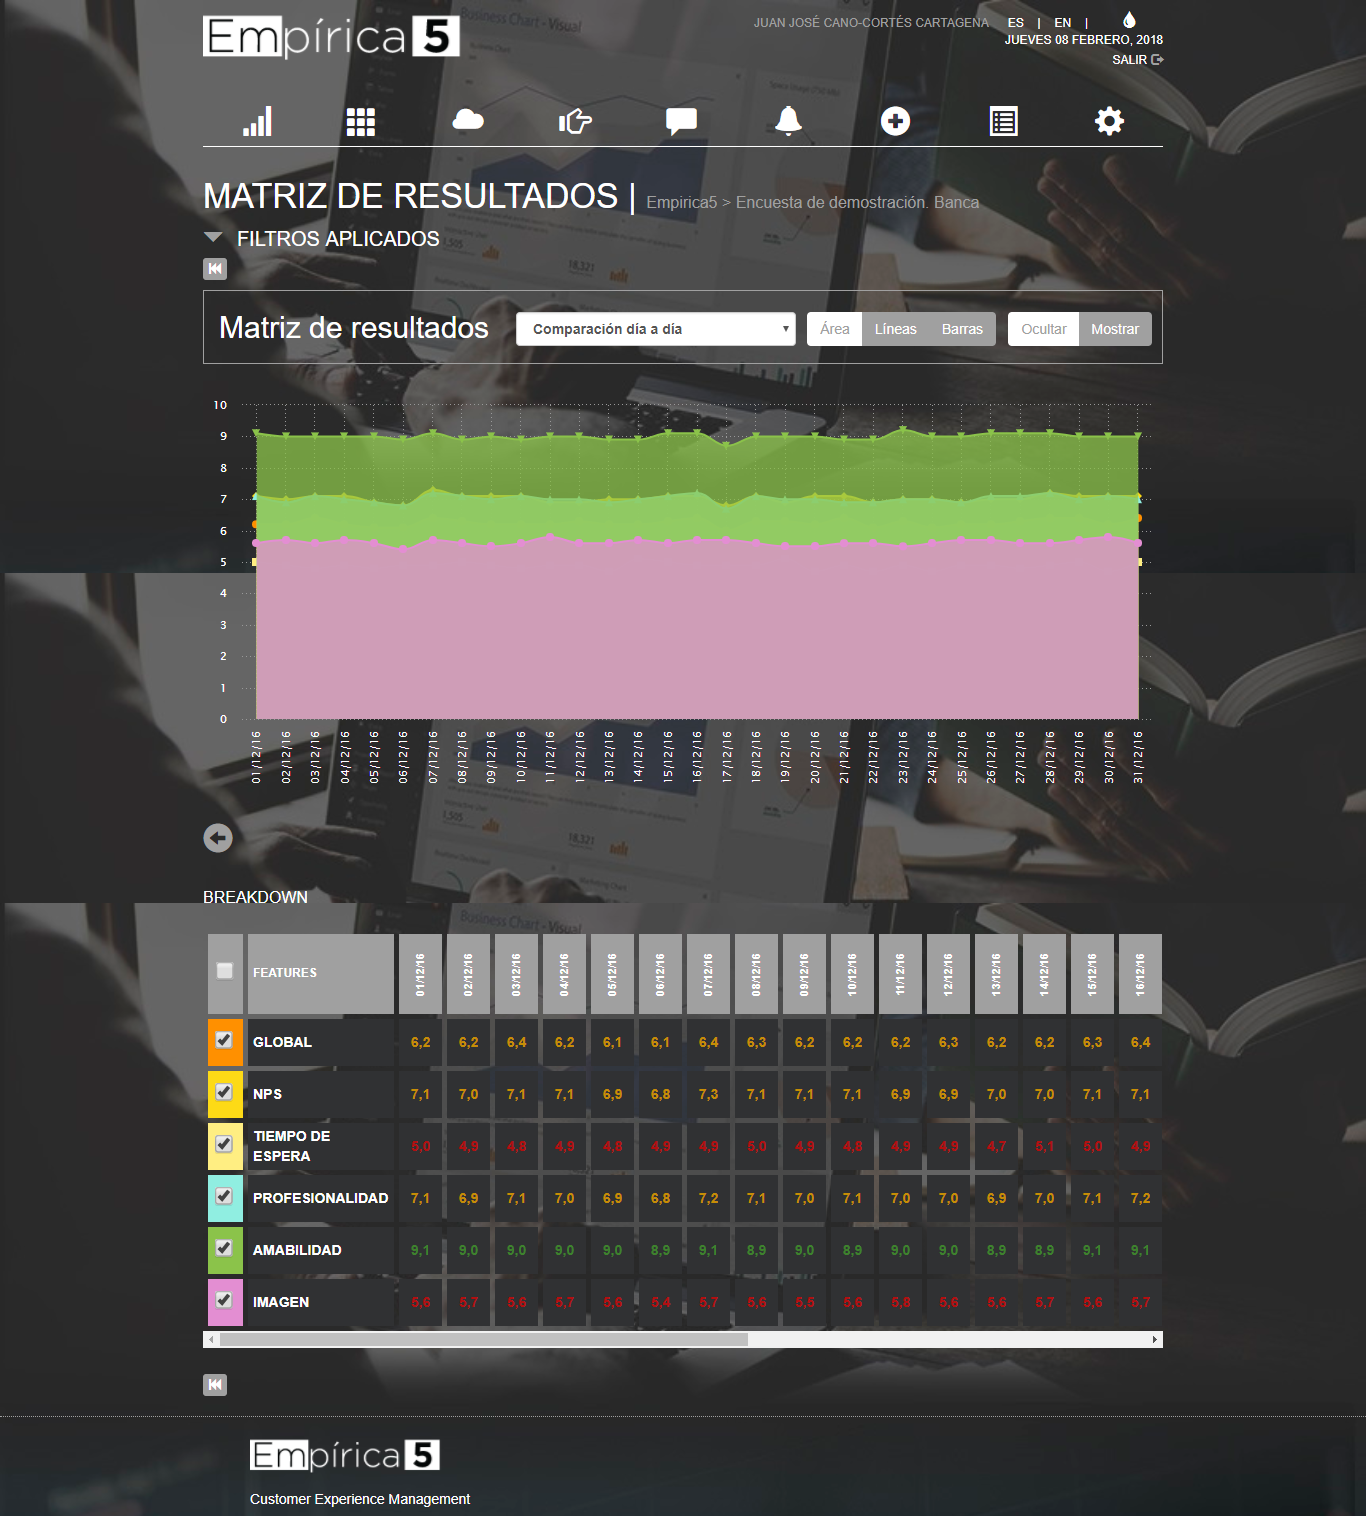 Empírica 5
JUAN JOSÉ CANO-CORTÉS CARTAGENA ES | EN |
JUEVES 08 FEBRERO, 2018
SALIR
MATRIZ DE RESULTADOS | Empirica5 > Encuesta de demostración. Banca
FILTROS APLICADOS
Matriz de resultados Comparación día a día Área Líneas Barras Ocultar Mostrar
10
9
8
7
6
5
4
3
2
1
0
01/12/16 02/12/16 03/12/16 04/12/16 05/12/16 06/12/16 07/12/16 08/12/16 09/12/16 10/12/16 11/12/16 12/12/16 13/12/16 14/12/16 15/12/16 16/12/16 17/12/16 18/12/16 19/12/16 20/12/16 21/12/16 22/12/16 23/12/16 24/12/16 25/12/16 26/12/16 27/12/16 28/12/16 29/12/16 30/12/16 31/12/16
BREAKDOWN
FEATURES 01/12/16 02/12/16 03/12/16 04/12/16 05/12/16 06/12/16 07/12/16 08/12/16 09/12/16 10/12/16 11/12/16 12/12/16 13/12/16 14/12/16 15/12/16 16/12/16
GLOBAL 6,2 6,2 6,4 6,2 6,1 6,1 6,4 6,3 6,2 6,2 6,2 6,3 6,2 6,2 6,3 6,4
NPS 7,1 7,0 7,1 7,1 6,9 6,8 7,3 7,1 7,1 7,1 6,9 6,9 7,0 7,0 7,1 7,1
TIEMPO DE
ESPERA 5,0 4,9 4,8 4,9 4,8 4,9 4,9 5,0 4,9 4,8 4,9 4,9 4,7 5,1 5,0 4,9
PROFESIONALIDAD 7,1 6,9 7,1 7,0 6,9 6,8 7,2 7,1 7,0 7,1 7,0 7,0 6,9 7,0 7,1 7,2
AMABILIDAD 9,1 9,0 9,0 9,0 9,0 8,9 9,1 8,9 9,0 8,9 9,0 9,0 8,9 8,9 9,1 9,1
IMAGEN 5,6 5,7 5,6 5,7 5,6 5,4 5,7 5,6 5,5 5,6 5,8 5,6 5,6 5,7 5,6 5,7
Empírica 5
Customer Experience Management